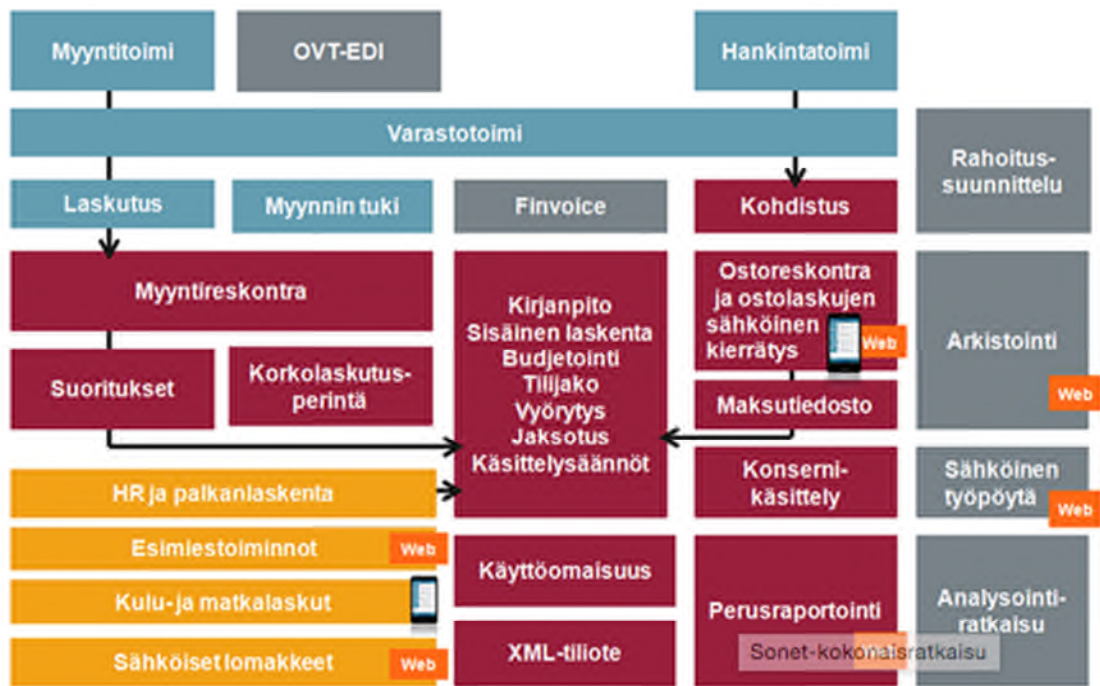 Myyntitoimi
OVT-EDI
Hankintatoimi
Varastotoimi
Rahoitus-
suunnittelu
Laskutus
Myynnin tuki
Finvoice
Kohdistus
Myyntireskontra
Kirjanpito
Sisäinen laskenta
Budjetointi
Tilijako
Vyörytys
Jaksotus
Käsittelysäännöt
Ostoreskontra
ja ostolaskujen
sähköinen
kierrätys
Web
Arkistointi
Web
Suoritukset
Korkolaskutus-
perintä
Maksutiedosto
HR ja palkanlaskenta
Konserni-
käsittely
Sähköinen
työpöytä
Web
Esimiestoiminnot
Web
Käyttöomaisuus
Kulu- ja matkalaskut
Perusraportointi
Analysointi-
ratkaisu
Sähköiset lomakkeet
Web
XML-tiliote
Sonet-kokonaisratkaisu